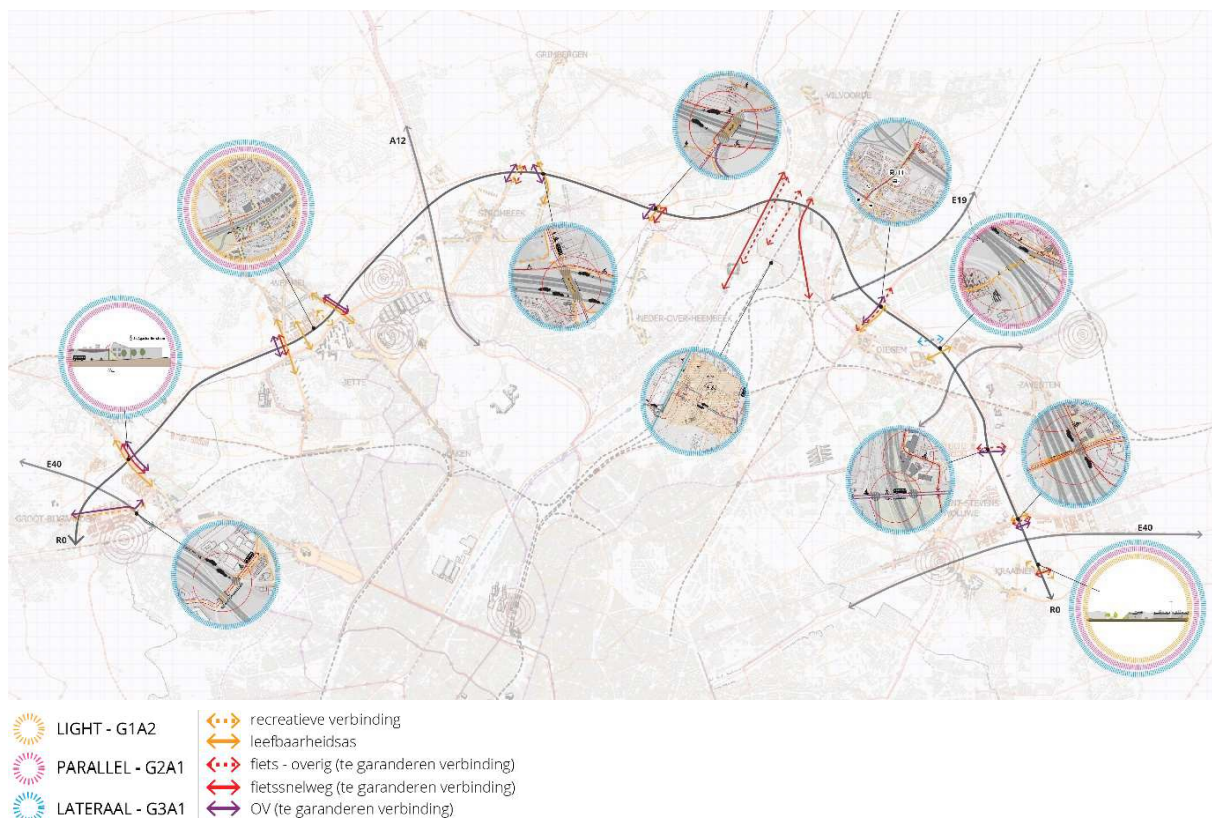 GRIMBERGEN
VILVOORDE
A12
E19
STROMBEEK
WEMMEL
NEDER-OVER-HEEMBEEK
DIEGEM
JETTE
ZAVENTEM
LAKEN
E40
R0
E40
KRAAINEM
R0
LIGHT - G1A2
PARALLEL - G2A1
LATERAAL - G3A1
recreatieve verbinding
leefbaarheidsas
fiets - overig (te garanderen verbinding)
fietssnelweg (te garanderen verbinding)
OV (te garanderen verbinding)